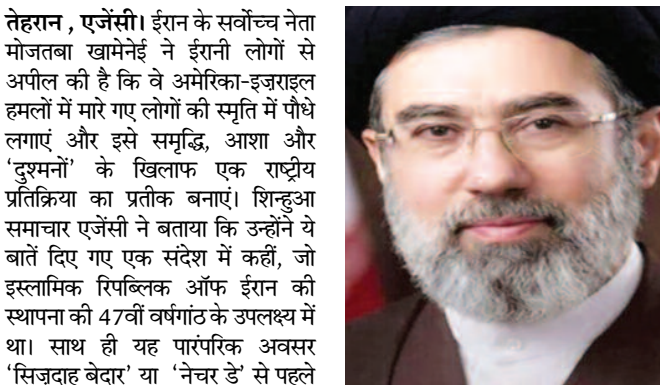 तेहरान , एजेंसी। ईरान के सर्वोच्च नेता
मोजतबा खामेनेई ने ईरानी लोगों से
अपील की है कि वे अमेरिका-इज़राइल
हमलों में मारे गए लोगों की स्मृति में पौधे
लगाएं और इसे समृद्धि, आशा और
‘दुश्मनों’ के खिलाफ एक राष्ट्रीय
प्रतिक्रिया का प्रतीक बनाएं। शिन्हुआ
समाचार एजेंसी ने बताया कि उन्होंने ये
बातें दिए गए एक संदेश में कहीं, जो
इस्लामिक रिपब्लिक ऑफ ईरान की
स्थापना की 47वीं वर्षगांठ के उपलक्ष्य में
था। साथ ही यह पारंपरिक अवसर
‘सिज़दाह बेदार’ या ‘नेचर डे’ से पहले